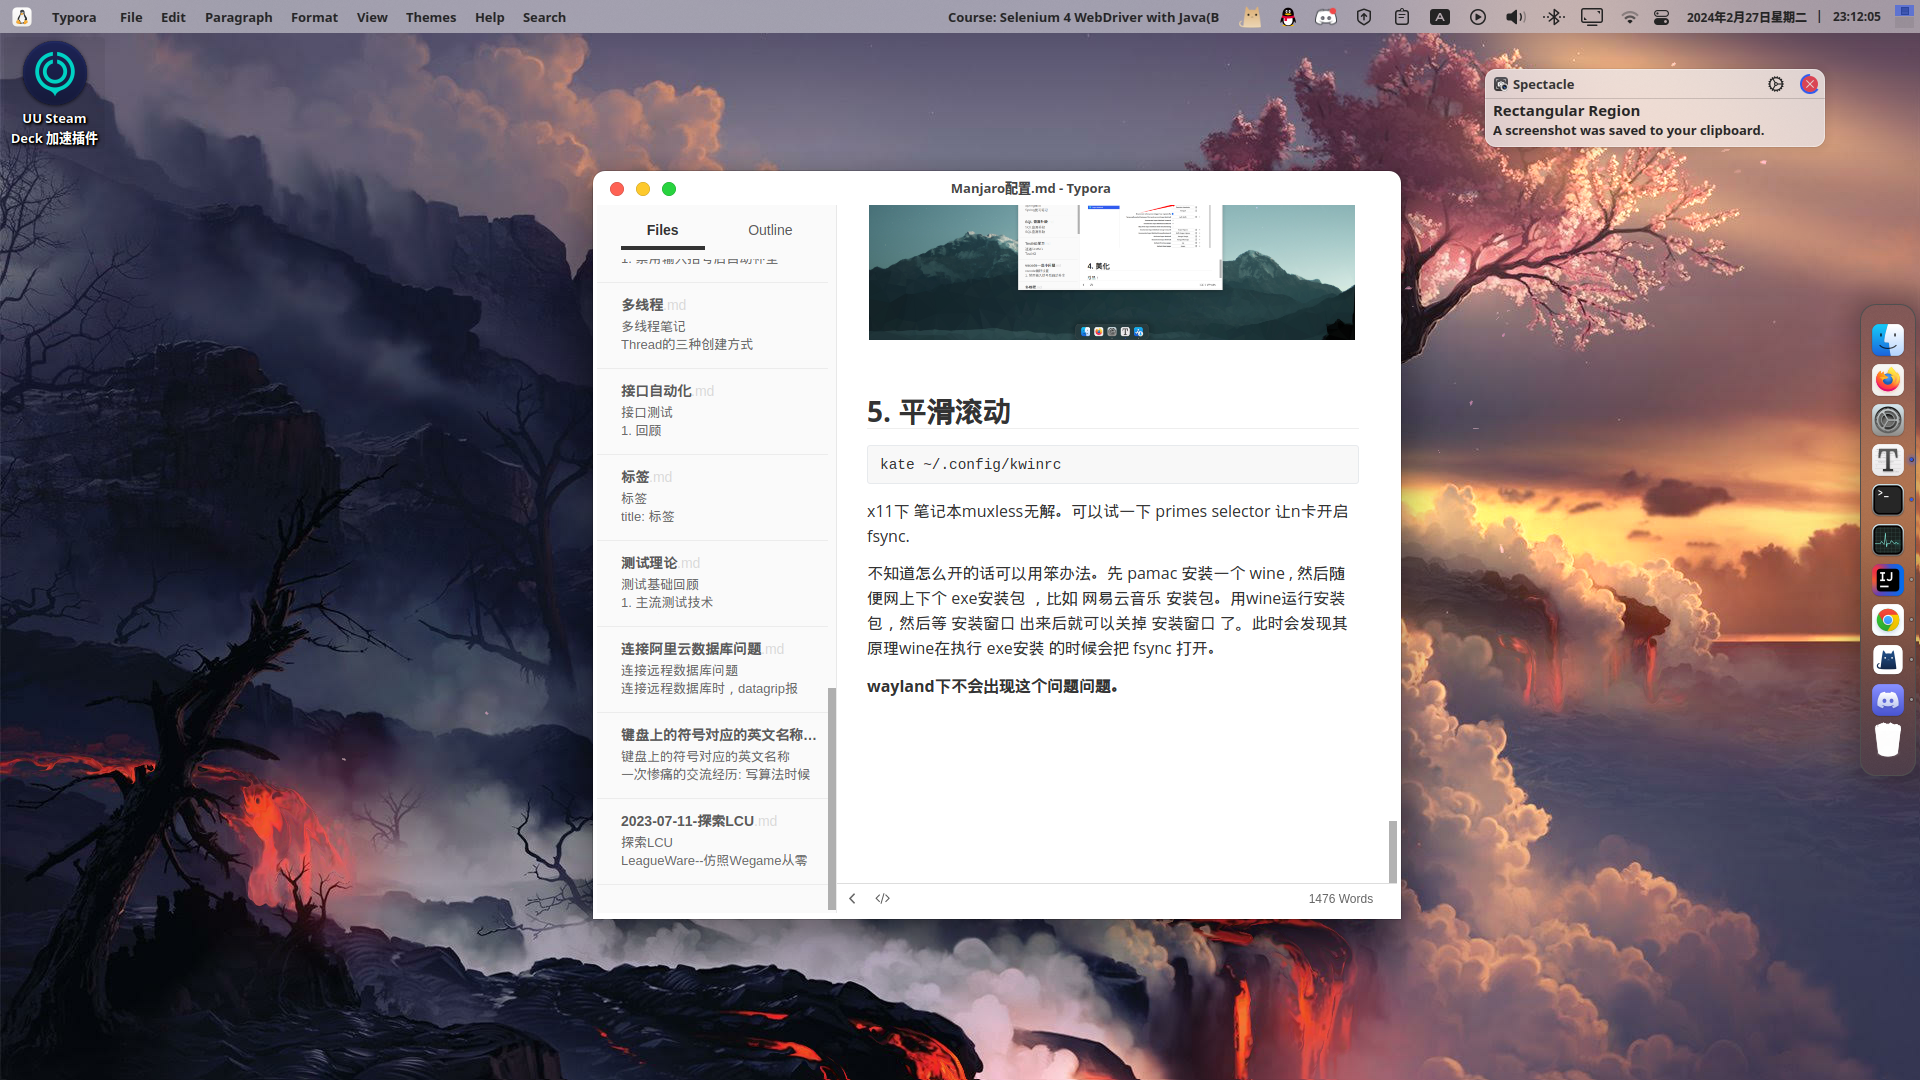 Typora File Edit Paragraph Format View Themes Help Search
Course: Selenium 4 WebDriver with Java(B
A
2024年2月27日星期二 | 23:12:05
UU Steam
Deck 加速插件
Spectacle
Rectangular Region
A screenshot was saved to your clipboard.
Manjaro配置.md - Typora
Files Outline
1. 禁用输入括号后自动补全
多线程.md
多线程笔记
Thread的三种创建方式
接口自动化.md
接口测试
1. 回顾
标签.md
标签
title: 标签
测试理论.md
测试基础回顾
1. 主流测试技术
连接阿里云数据库问题.md
连接远程数据库问题
连接远程数据库时，datagrip报
键盘上的符号对应的英文名称...
键盘上的符号对应的英文名称
一次惨痛的交流经历: 写算法时候
2023-07-11-探索LCU.md
探索LCU
LeagueWare--仿照Wegame从零
4. 美化
5. 平滑滚动
kate ~/.config/kwinrc
x11下 笔记本muxless无解。可以试一下 primes selector 让n卡开启
fsync.
不知道怎么开的话可以用笨办法。先 pamac 安装一个 wine , 然后随
便网上下个 exe安装包 ，比如 网易云音乐 安装包。用wine运行安装
包，然后等 安装窗口 出来后就可以关掉 安装窗口 了。此时会发现其
原理wine在执行 exe安装 的时候会把 fsync 打开。
wayland下不会出现这个问题问题。
1476 Words